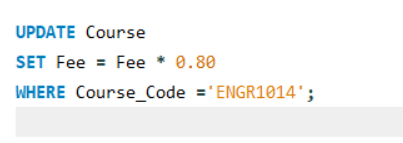 UPDATE Course
SET Fee = Fee * 0.80
WHERE Course_Code ='ENGR1014';